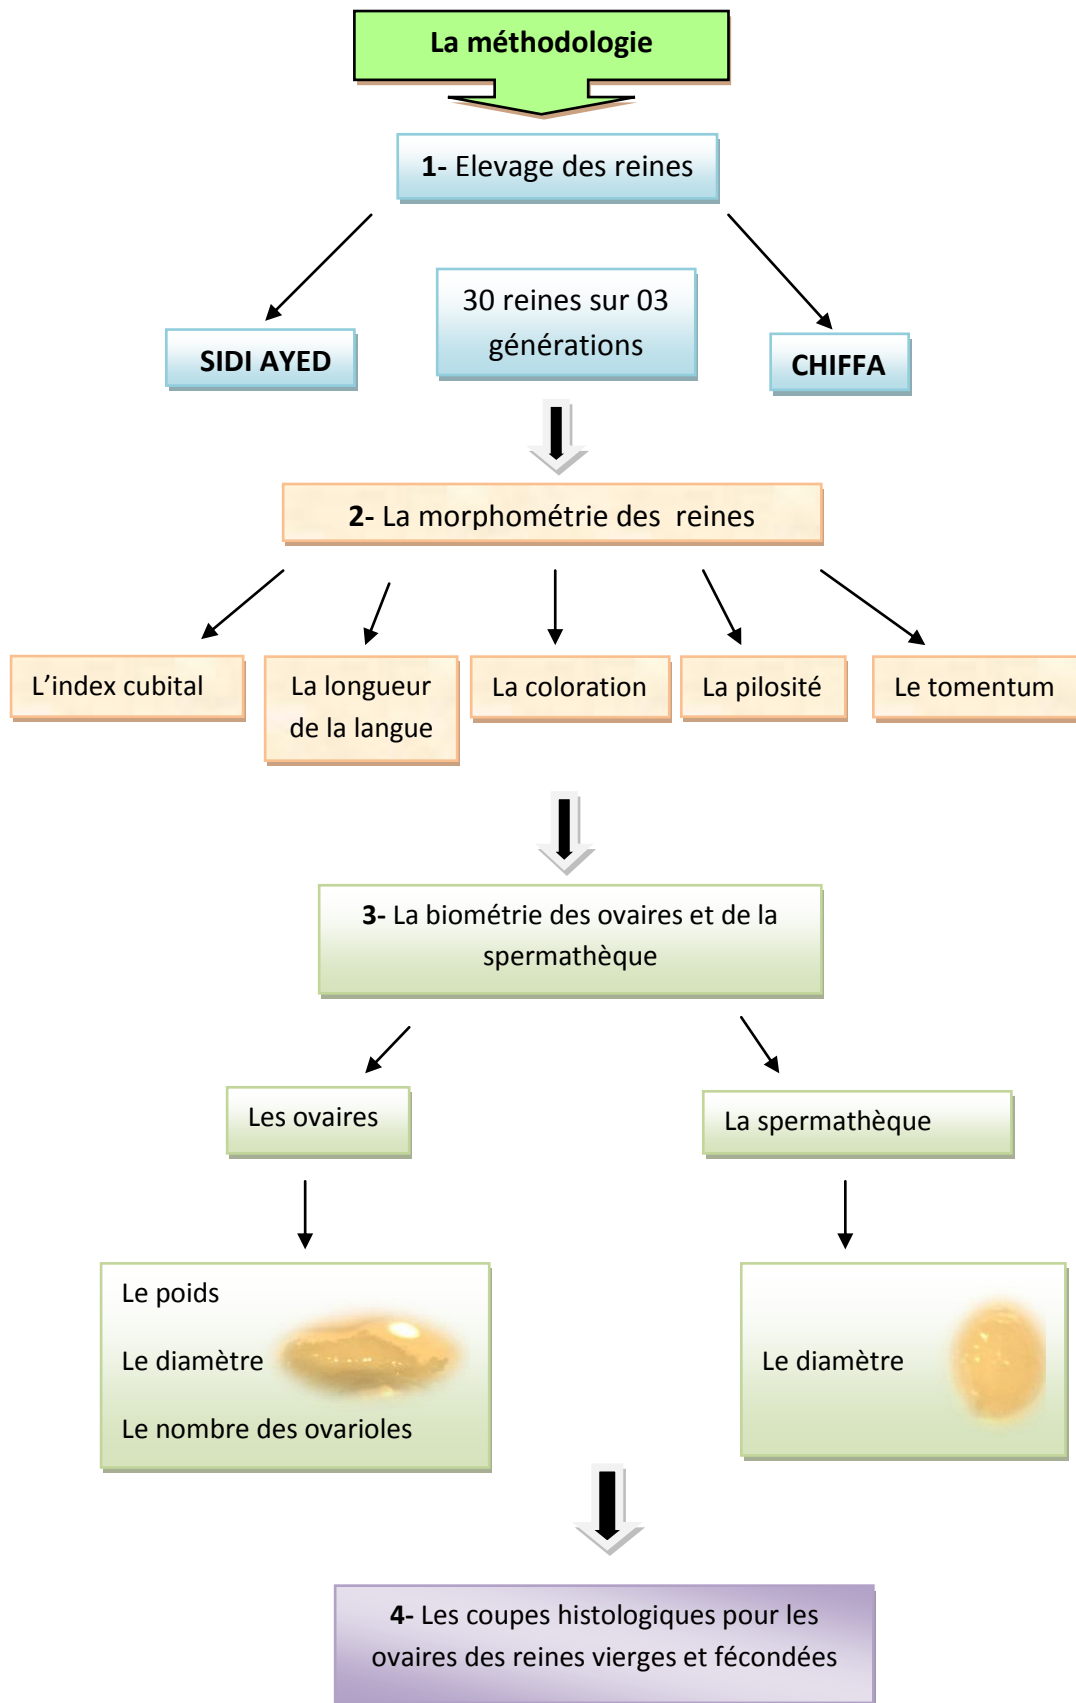 La méthodologie
1- Elevage des reines
30 reines sur 03
générations
SIDI AYED
CHIFFA
2- La morphométrie des reines
L'index cubital
La longueur
de la langue
La coloration
La pilosité
Le tomentum
3- La biométrie des ovaires et de la
spermathèque
Les ovaires
La spermathèque
Le poids
Le diamètre
Le nombre des ovarioles
Le diamètre
4- Les coupes histologiques pour les
ovaires des reines vierges et fécondées